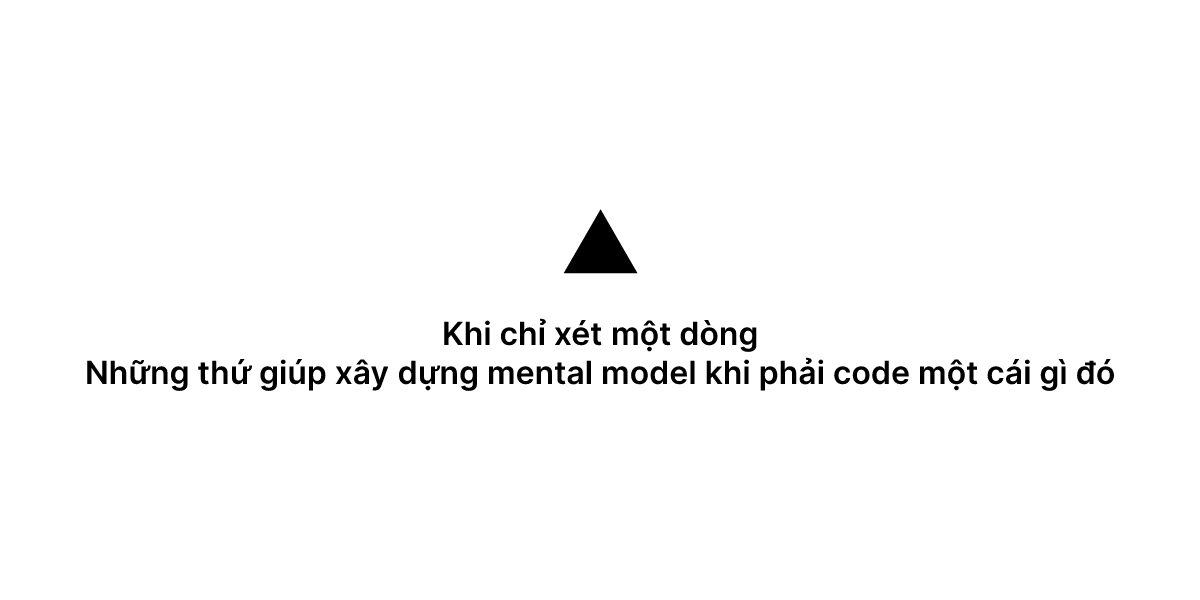 Khi chỉ xét một dòng
Những thứ giúp xây dựng mental model khi phải code một cái gì đó